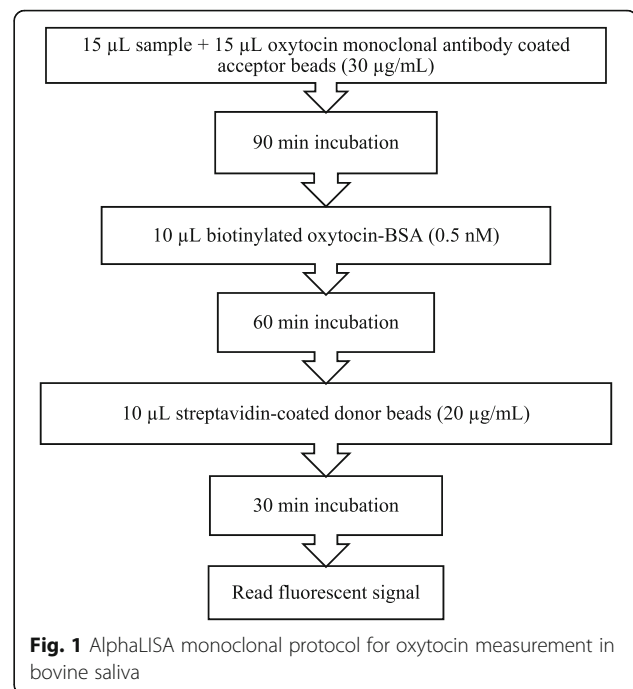 15 µL sample + 15 µL oxytocin monoclonal antibody coated
acceptor beads (30 µg/mL)
90 min incubation
10 µL biotinylated oxytocin-BSA (0.5 nM)
60 min incubation
10 µL streptavidin-coated donor beads (20 µg/mL)
30 min incubation
Read fluorescent signal
Fig. 1 AlphaLISA monoclonal protocol for oxytocin measurement in
bovine saliva